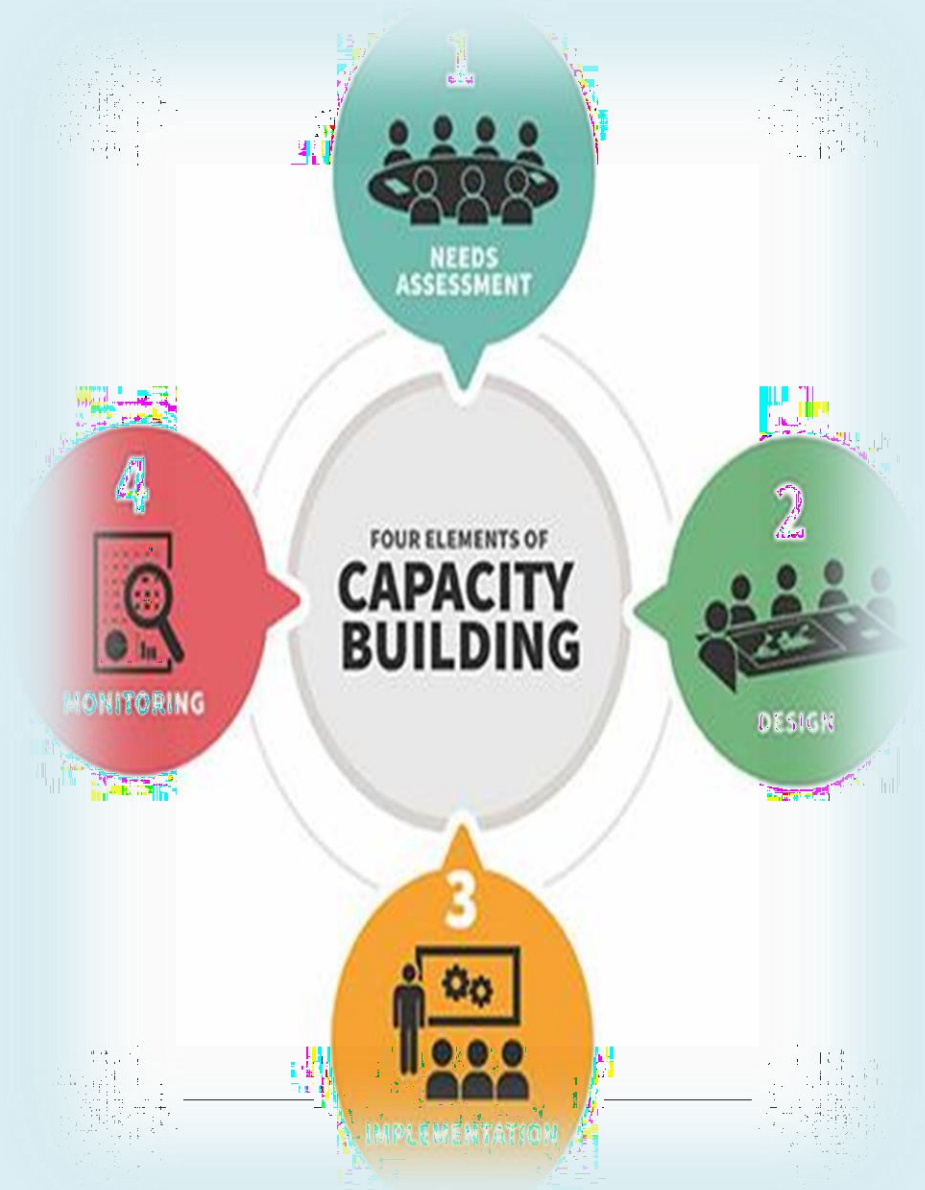 1
NEEDS
ASSESSMENT
4
MONITORING
FOUR ELEMENTS OF
CAPACITY
BUILDING
2
DESIGN
3
IMPLEMENTATION